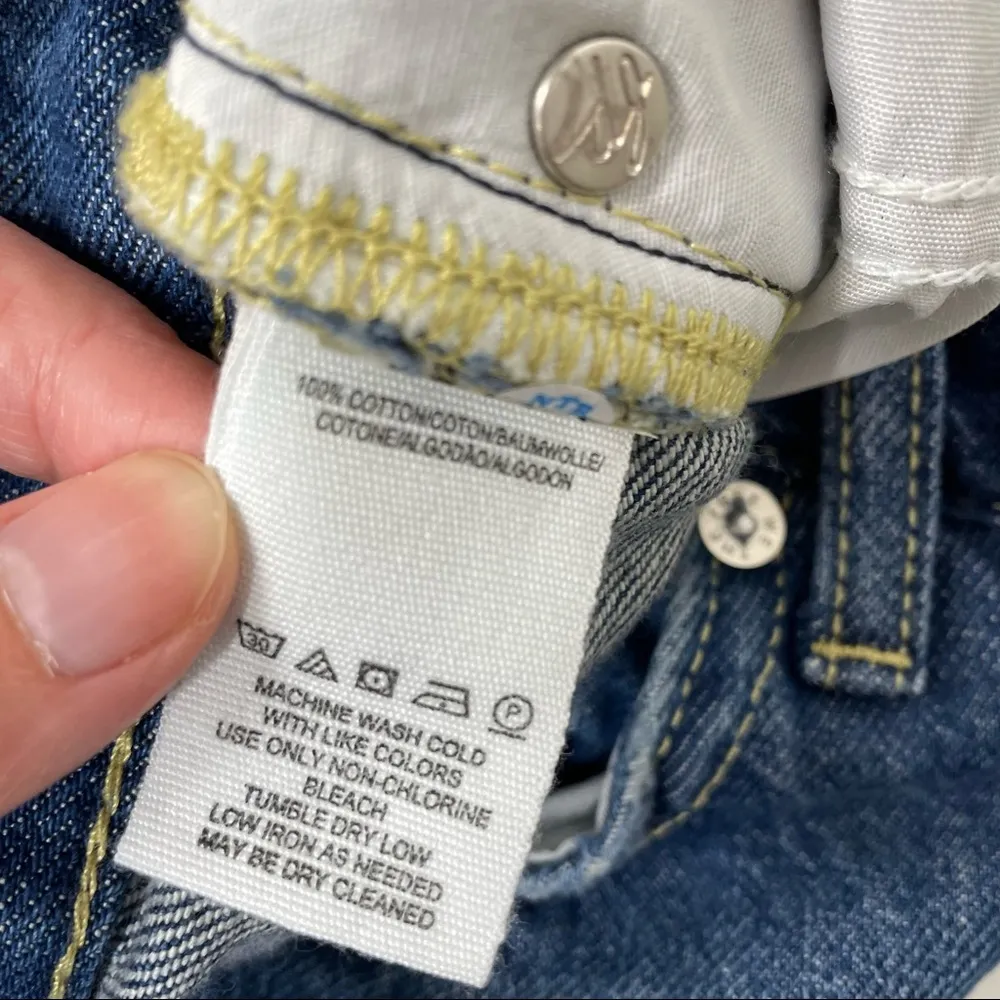 100% COTTON/COTON/BAUMWOLLE/
COTONE/ALGODÃO/ALGODON
30
P
MACHINE WASH COLD
WITH LIKE COLORS
USE ONLY NON-CHLORINE
BLEACH
TUMBLE DRY LOW
LOW IRON AS NEEDED
MAY BE DRY CLEANED